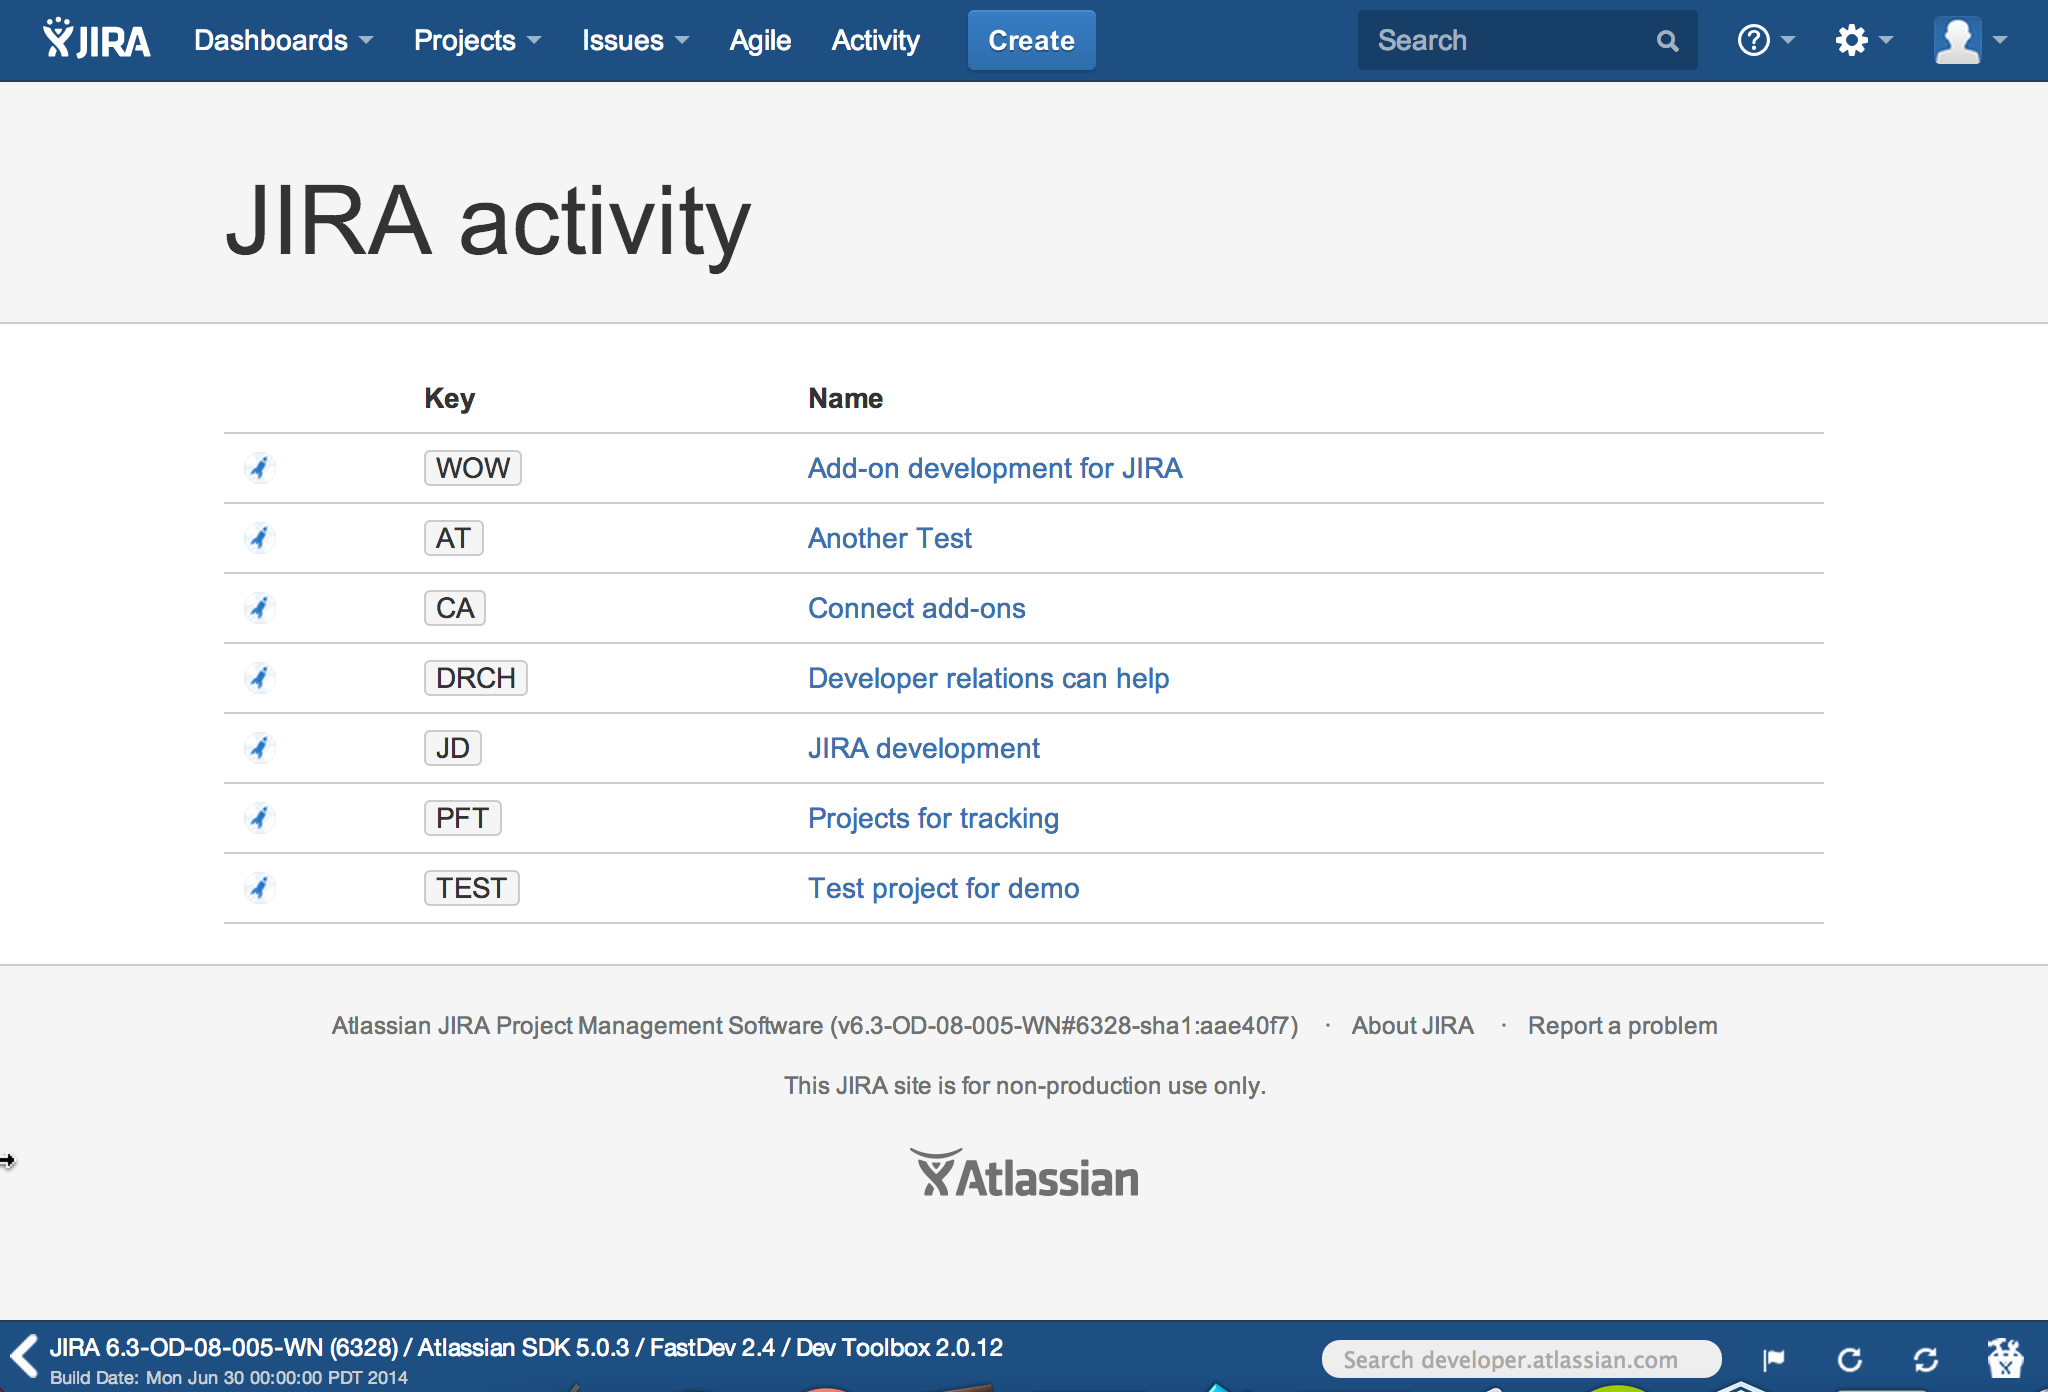 JIRA Dashboards Projects Issues Agile Activity Create Search
JIRA activity
Key Name
WOW Add-on development for JIRA
AT Another Test
CA Connect add-ons
DRCH Developer relations can help
JD JIRA development
PFT Projects for tracking
TEST Test project for demo
Atlassian JIRA Project Management Software (v6.3-OD-08-005-WN#6328-sha1:aae40f7) · About JIRA · Report a problem
This JIRA site is for non-production use only.
Atlassian
JIRA 6.3-OD-08-005-WN (6328) / Atlassian SDK 5.0.3 / FastDev 2.4 / Dev Toolbox 2.0.12
Search developer.atlassian.com
Build Date: Mon Jun 30 00:00:00 PDT 2014